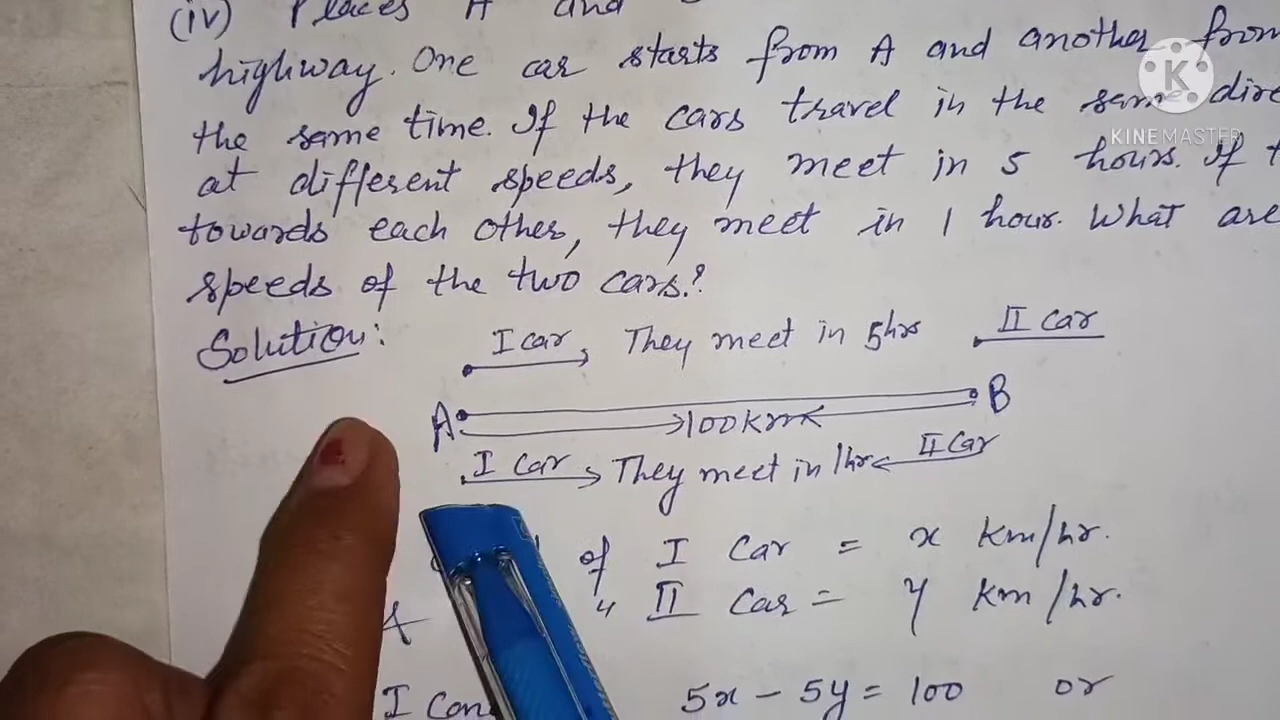 (iv) Places A and
highway. One car starts from A and another from
the same time. If the cars travel in the same dire
at different speeds, they meet in 5 hours. If t
towards each other, they meet in 1 hour. What are
speeds of the two cars.?
Solution:
I car They meet in 5hrs II Car
A 100km B
I Car They meet in 1hr II Car
of I Car = x km/hr.
& " II Car = y km/hr.
I Con 5x - 5y = 100 or
K
KINEMASTER